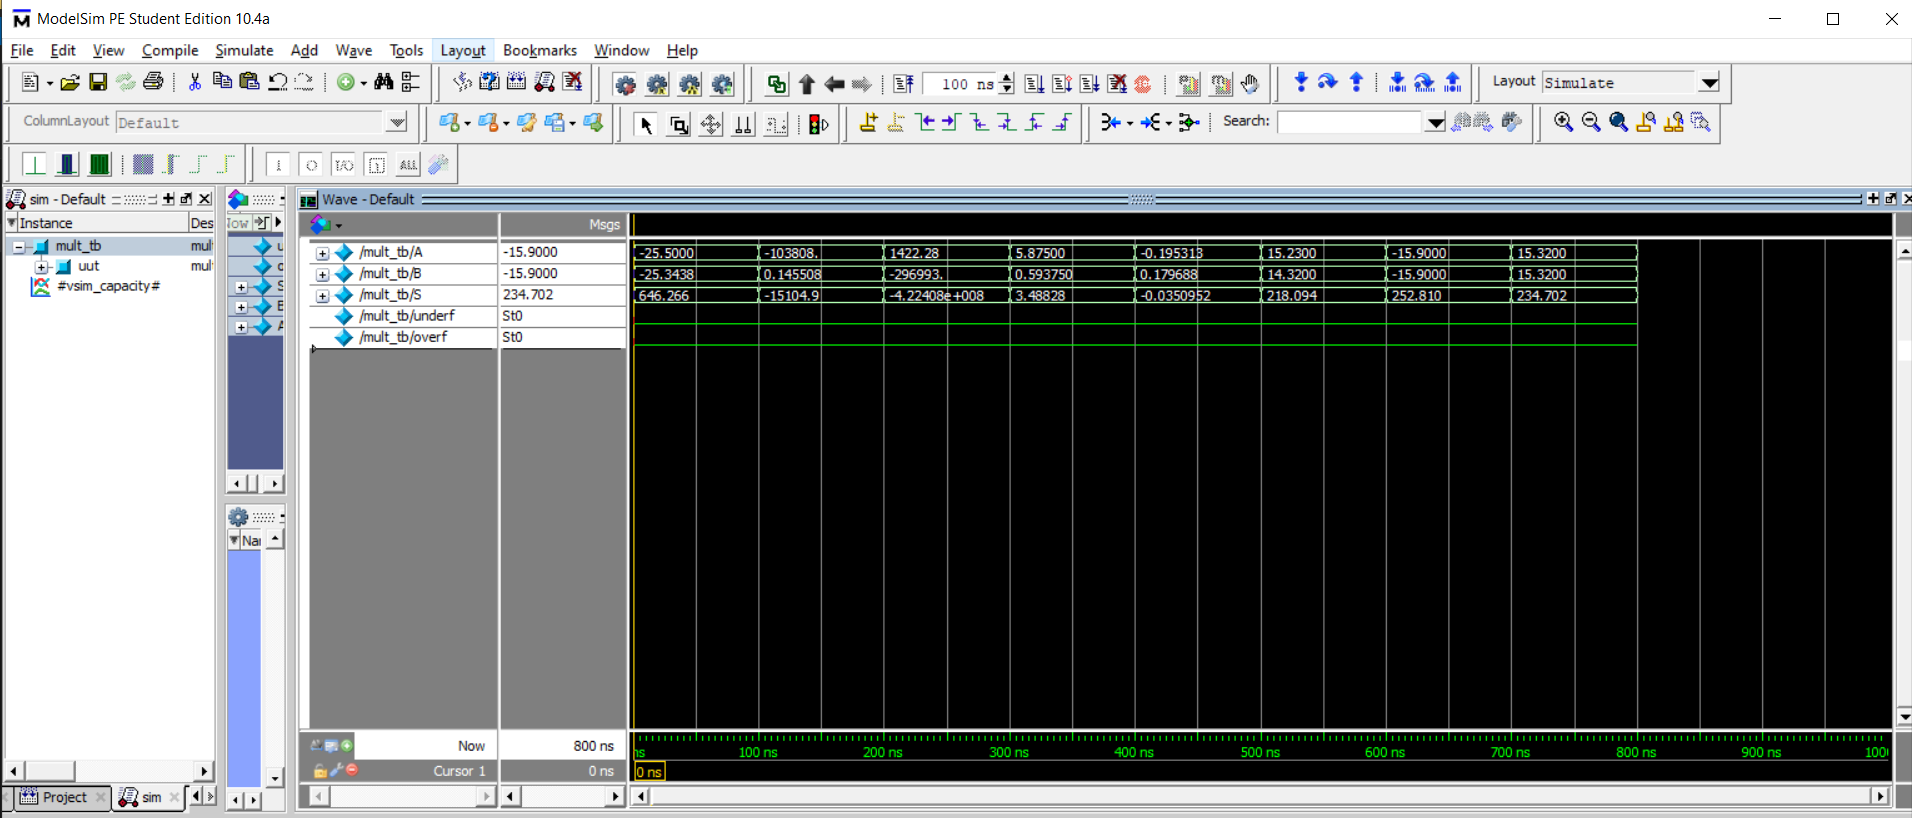 ModelSim PE Student Edition 10.4a
File Edit View Compile Simulate Add Wave Tools Layout Bookmarks Window Help
100 ns Layout Simulate
ColumnLayout Default Search:
I O I/O ALL
sim - Default Wave - Default
Instance Des Now Msgs
mult_tb mul
uut mul
#vsim_capacity#
/mult_tb/A -15.9000 -25.5000 -103808. 1422.28 5.87500 -0.195313 15.2300 -15.9000 15.3200
/mult_tb/B -15.9000 -25.3438 0.145508 -296993. 0.593750 0.179688 14.3200 -15.9000 15.3200
/mult_tb/S 234.702 646.266 -15104.9 -4.22408e+008 3.48828 -0.0350952 218.094 252.810 234.702
/mult_tb/underf St0
/mult_tb/overf St0
Nar
Now 800 ns ns 100 ns 200 ns 300 ns 400 ns 500 ns 600 ns 700 ns 800 ns 900 ns 100
Cursor 1 0 ns 0 ns
Project sim